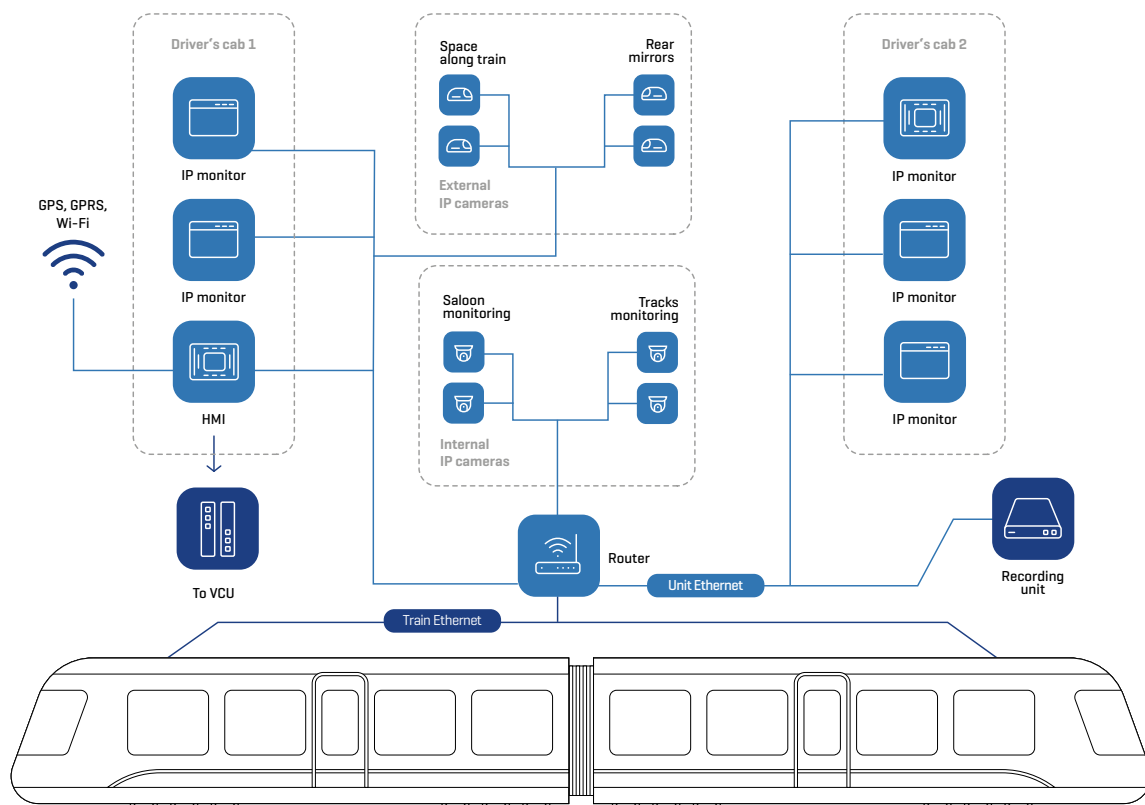 Driver's cab 1
IP monitor
IP monitor
HMI
GPS, GPRS,
Wi-Fi
To VCU
Space
along train
Rear
mirrors
External
IP cameras
Saloon
monitoring
Tracks
monitoring
Internal
IP cameras
Driver's cab 2
IP monitor
IP monitor
IP monitor
Router
Unit Ethernet
Recording
unit
Train Ethernet